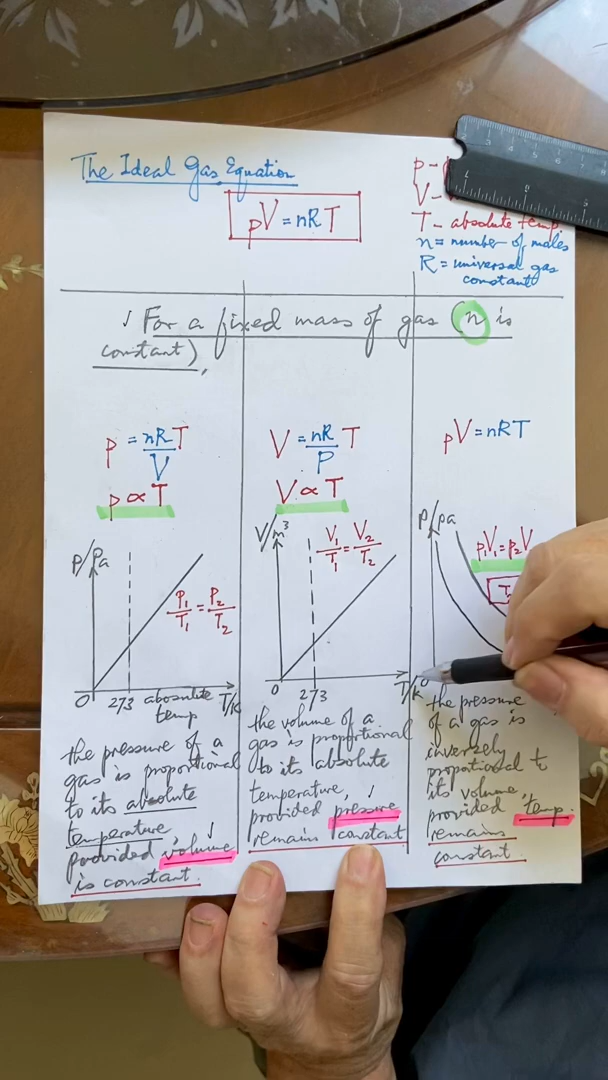 The Ideal Gas Equation
pV = nRT
p -
V -
T - absolute temp.
n = number of moles
R = universal gas
constant
For a fixed mass of gas (n is
constant),
p = nR/V T
p ∝ T
P/Pa
P₁/T₁ = P₂/T₂
0
273
absolute
temp
T/K
the pressure of a
gas is proportional
to its absolute
temperature
provided volume
is constant.
V = nR/P T
V ∝ T
V/m³
V₁/T₁ = V₂/T₂
0
273
T/K
the volume of a
gas is proportional
to its absolute
temperature,
provided pressure
remains constant
pV = nRT
P/pa
p₁V₁ = p₂V
T
0
the pressure
of a gas is
inversely
proportional to
its volume,
provided temp.
remains
constant.